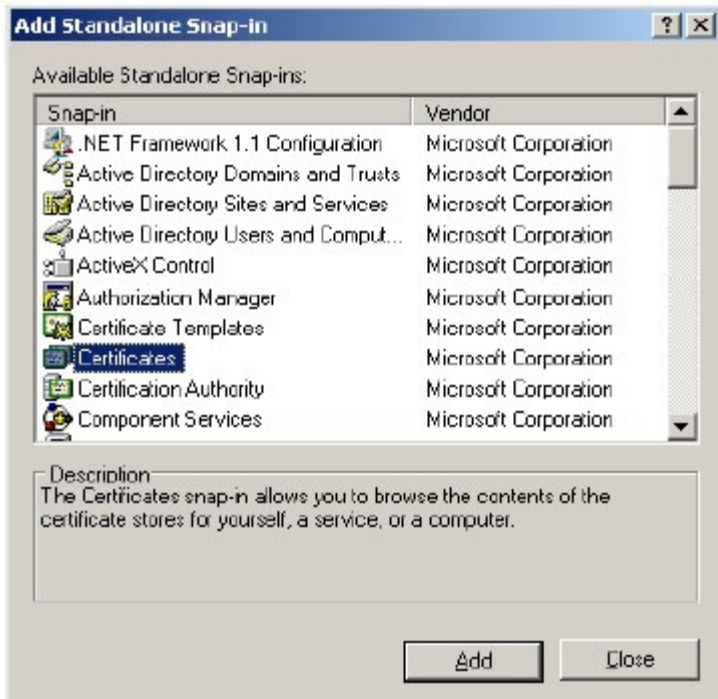 Add Standalone Snap-in
Available Standalone Snap-ins:
Snap-in Vendor
.NET Framework 1.1 Configuration Microsoft Corporation
Active Directory Domains and Trusts Microsoft Corporation
Active Directory Sites and Services Microsoft Corporation
Active Directory Users and Comput... Microsoft Corporation
ActiveX Control Microsoft Corporation
Authorization Manager Microsoft Corporation
Certificate Templates Microsoft Corporation
Certificates Microsoft Corporation
Certification Authority Microsoft Corporation
Component Services Microsoft Corporation
Description
The Certificates snap-in allows you to browse the contents of the
certificate stores for yourself, a service, or a computer.
Add Close